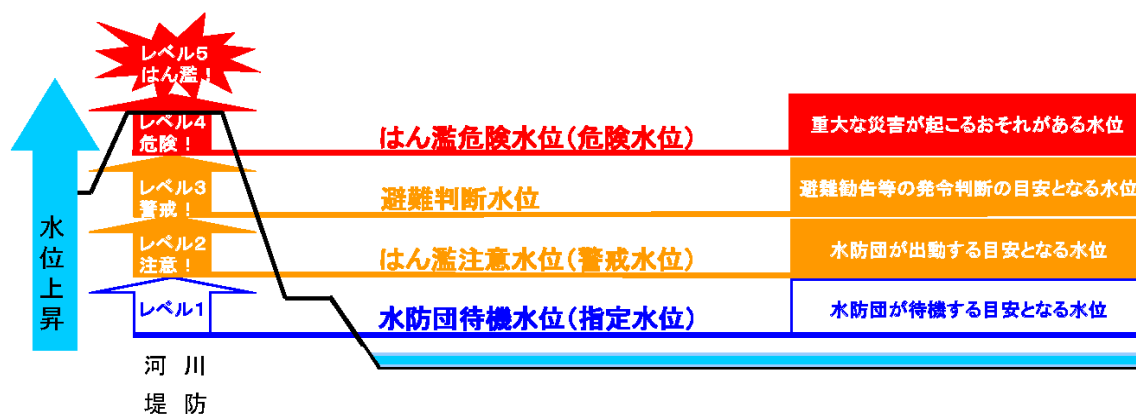 レベル5
はん濫！
レベル4
危険！
はん濫危険水位(危険水位)
重大な災害が起こるおそれがある水位
レベル3
警戒！
避難判断水位
避難勧告等の発令判断の目安となる水位
レベル2
注意！
はん濫注意水位(警戒水位)
水防団が出動する目安となる水位
レベル1
水防団待機水位(指定水位)
水防団が待機する目安となる水位
水位上昇
河川
堤防